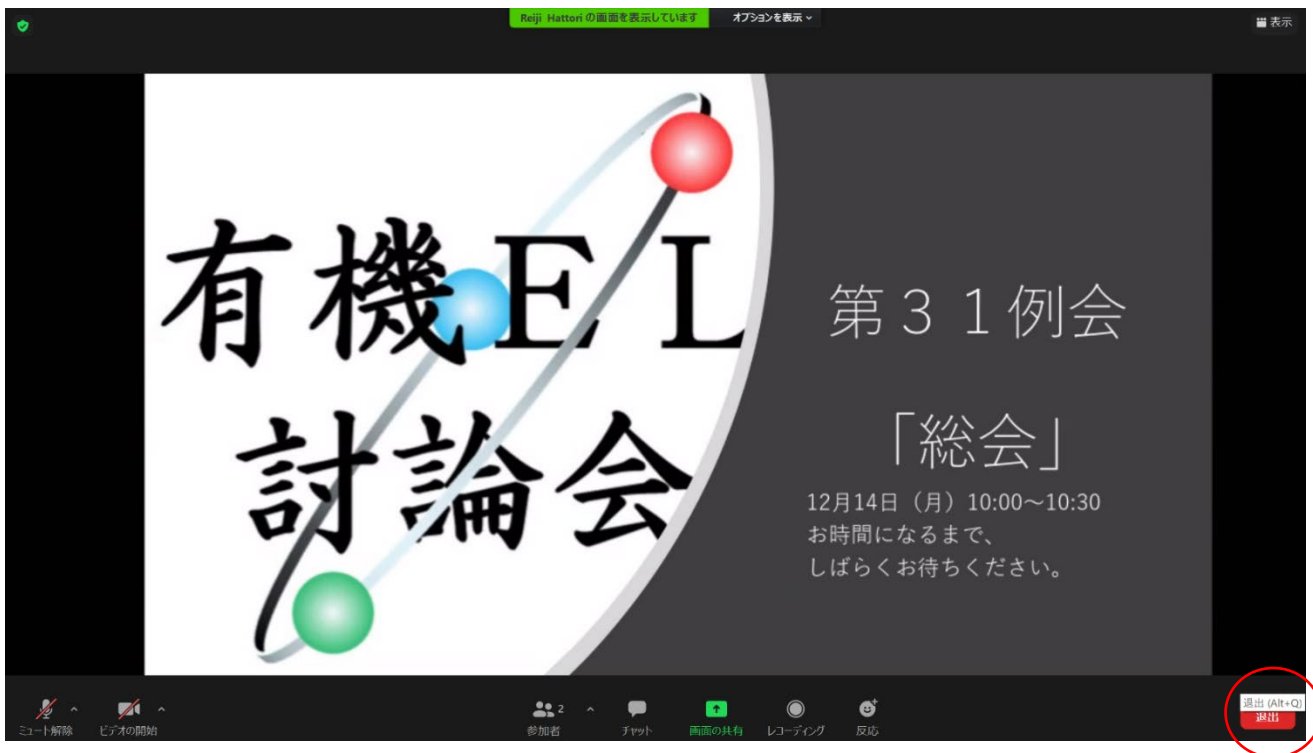 Reiji Hattori の画面を表示しています
オプションを表示
表示
有機EL
討論会
第３１例会
「総会」
12月14日（月）10:00～10:30
お時間になるまで、
しばらくお待ちください。
ミュート解除
ビデオの開始
2
参加者
チャット
画面の共有
レコーディング
反応
退出 (Alt+Q)
退出